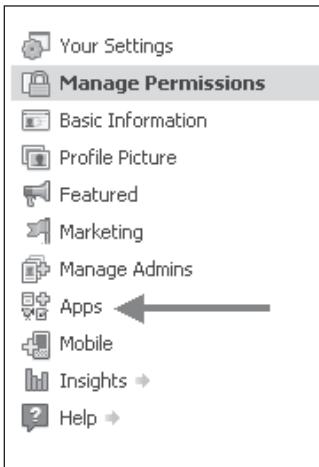 Your Settings
Manage Permissions
Basic Information
Profile Picture
Featured
Marketing
Manage Admins
Apps
Mobile
Insights
Help